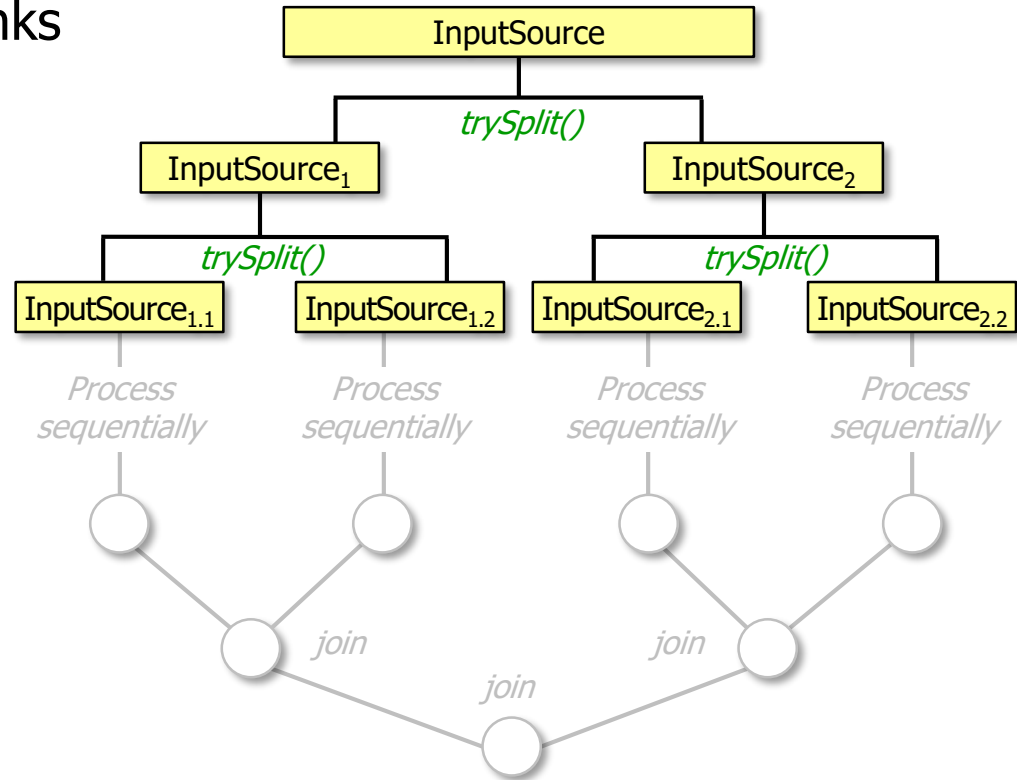 nks
InputSource
trySplit()
InputSource₁ InputSource₂
trySplit() trySplit()
InputSource₁.₁ InputSource₁.₂ InputSource₂.₁ InputSource₂.₂
Process Process Process Process
sequentially sequentially sequentially sequentially
join join
join